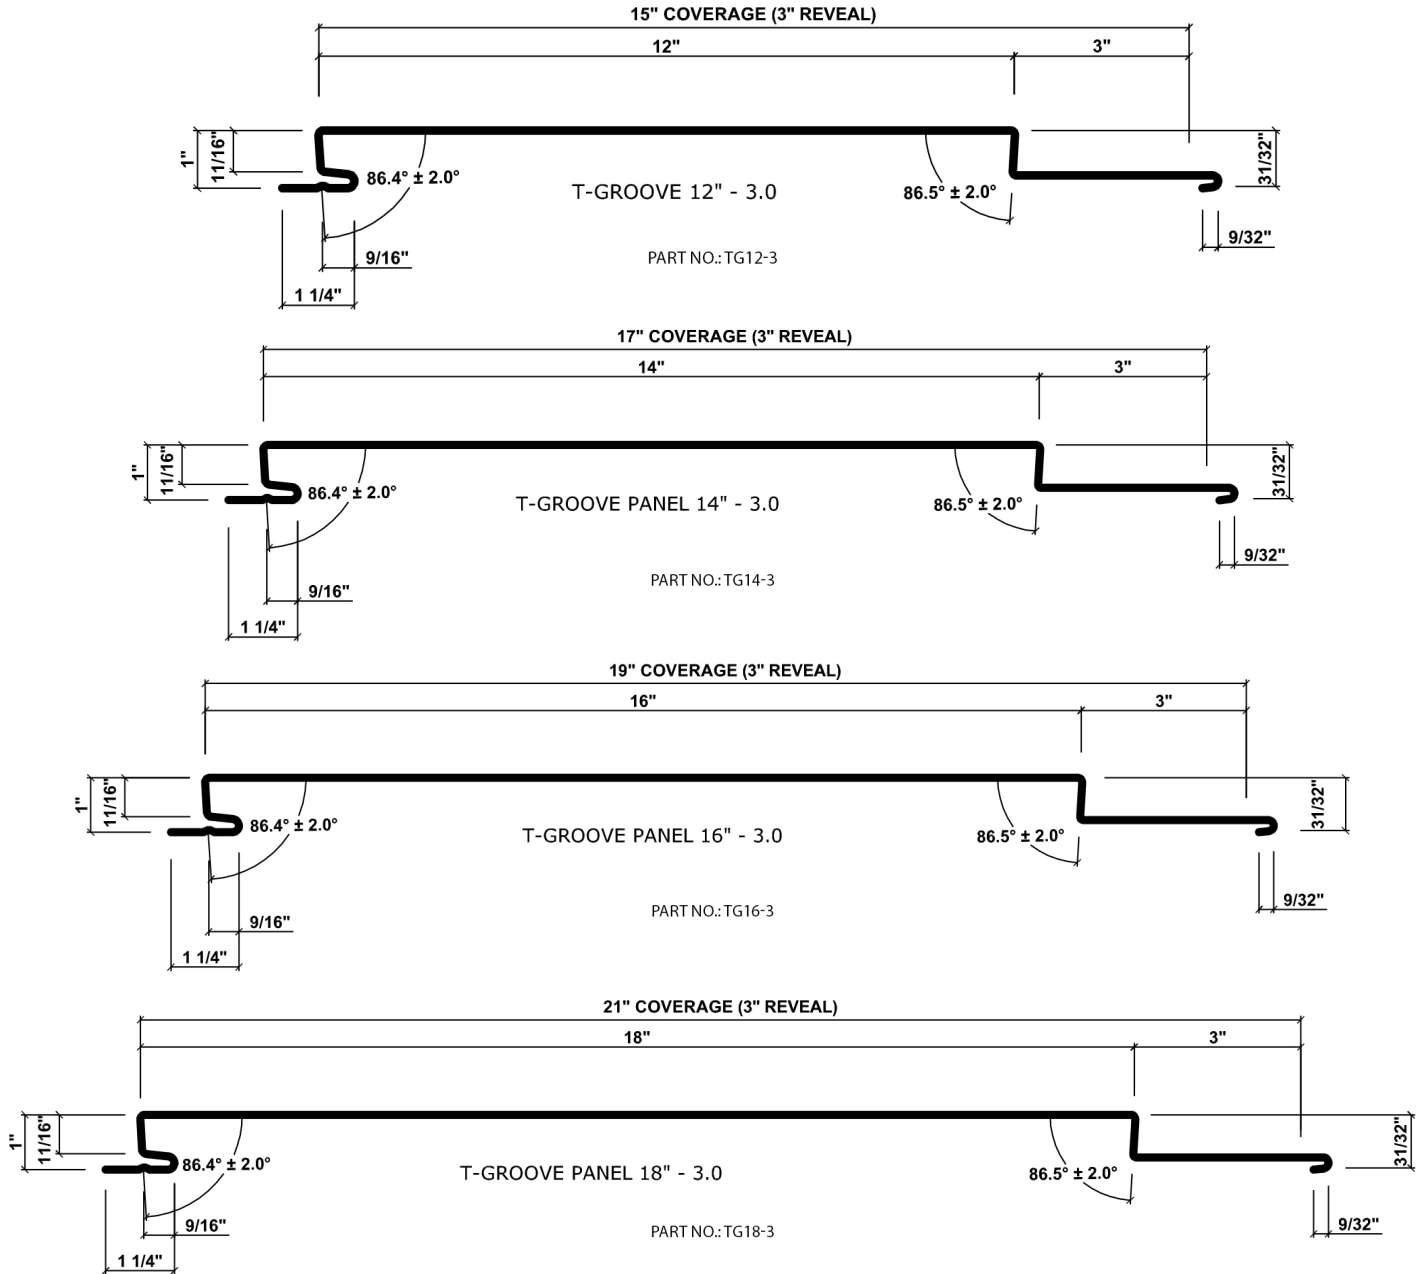 15" COVERAGE (3" REVEAL)
12"
3"
1"
11/16"
86.4° ± 2.0°
T-GROOVE 12" - 3.0
86.5° ± 2.0°
31/32"
9/16"
PART NO.: TG12-3
9/32"
1 1/4"
17" COVERAGE (3" REVEAL)
14"
3"
1"
11/16"
86.4° ± 2.0°
T-GROOVE PANEL 14" - 3.0
86.5° ± 2.0°
31/32"
9/32"
9/16"
PART NO.: TG14-3
1 1/4"
19" COVERAGE (3" REVEAL)
16"
3"
1"
11/16"
86.4° ± 2.0°
T-GROOVE PANEL 16" - 3.0
86.5° ± 2.0°
31/32"
9/32"
9/16"
PART NO.: TG16-3
1 1/4"
21" COVERAGE (3" REVEAL)
18"
3"
1"
11/16"
86.4° ± 2.0°
T-GROOVE PANEL 18" - 3.0
86.5° ± 2.0°
31/32"
9/16"
PART NO.: TG18-3
9/32"
1 1/4"